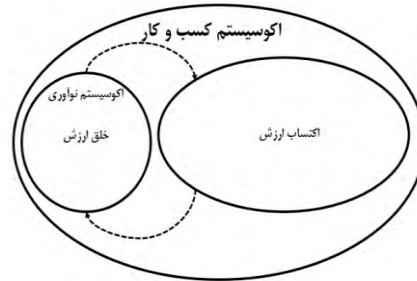 اکوسیستم کسب و کار
اکوسیستم نوآوری
خلق ارزش
اکتساب ارزش